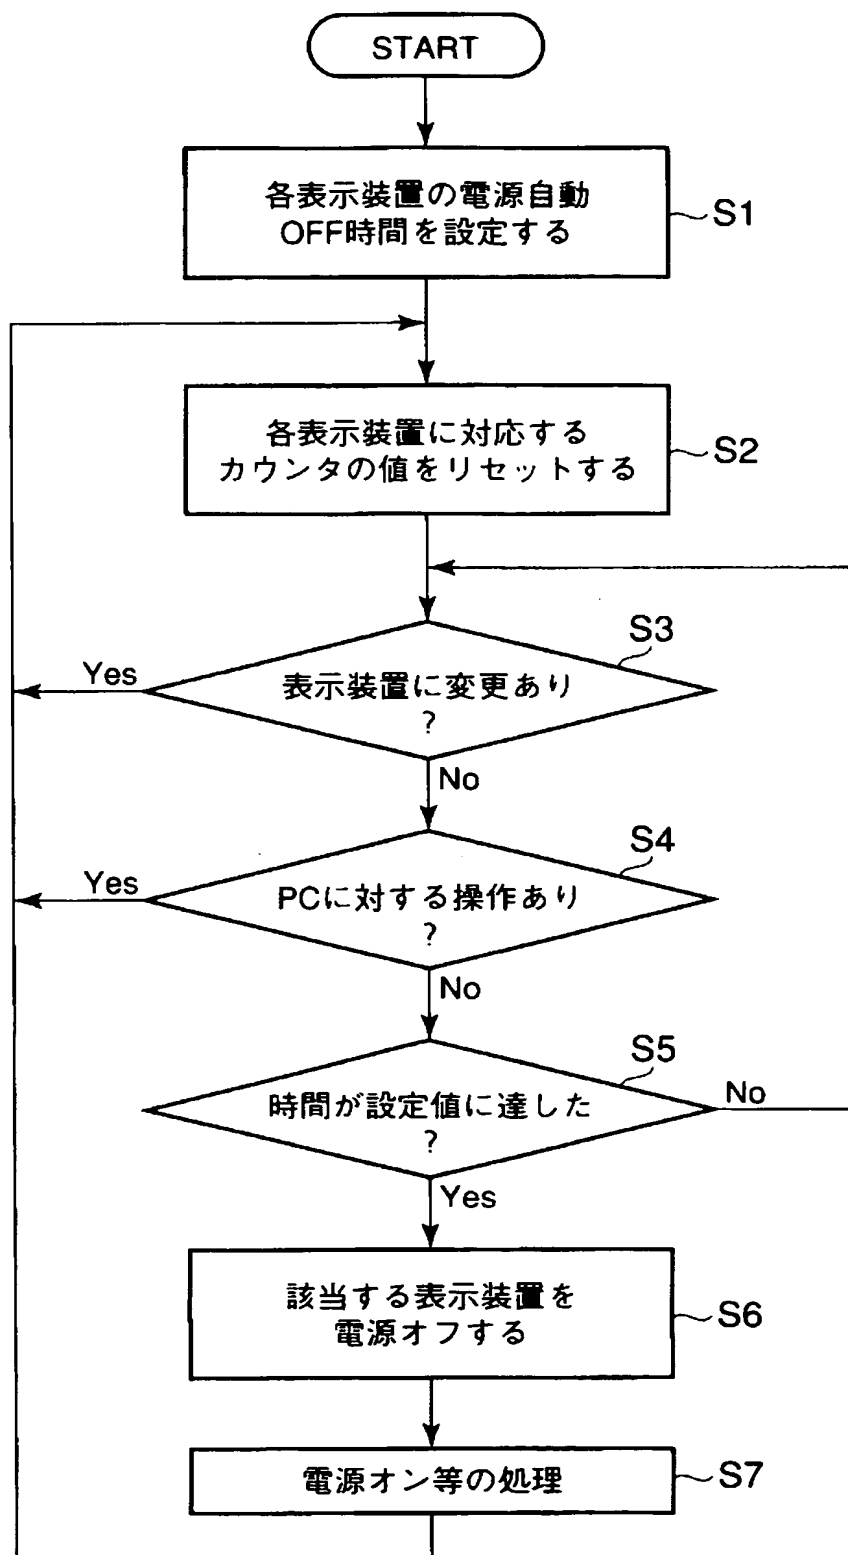 START
各表示装置の電源自動
OFF時間を設定する
S1
各表示装置に対応する
カウンタの値をリセットする
S2
S3
Yes
表示装置に変更あり
?
No
S4
Yes
PCに対する操作あり
?
No
S5
時間が設定値に達した
?
No
Yes
該当する表示装置を
電源オフする
S6
電源オン等の処理
S7